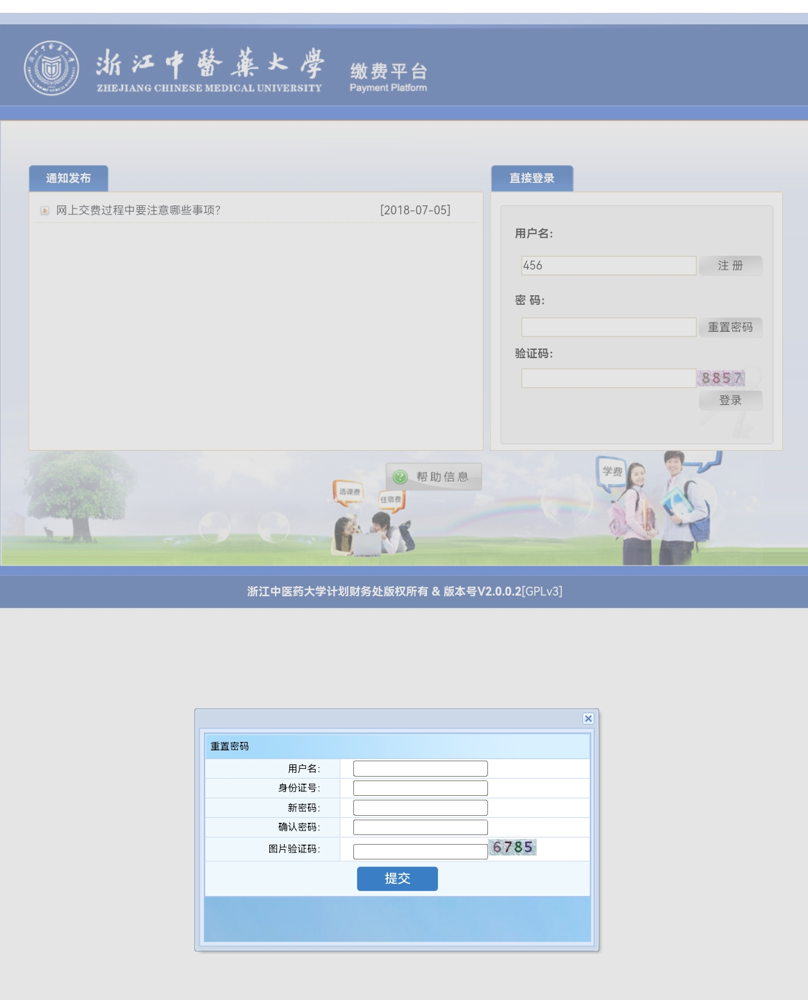 浙江中醫藥大學
ZHEJIANG CHINESE MEDICAL UNIVERSITY
缴费平台
Payment Platform
通知发布
网上交费过程中要注意哪些事项?
[2018-07-05]
直接登录
用户名:
456
注 册
密 码:
重置密码
验证码:
8857
登录
帮助信息
选课费
住宿费
学费
浙江中医药大学计划财务处版权所有 & 版本号V2.0.0.2[GPLv3]
重置密码
用户名:
身份证号:
新密码:
确认密码:
图片验证码:
6785
提交